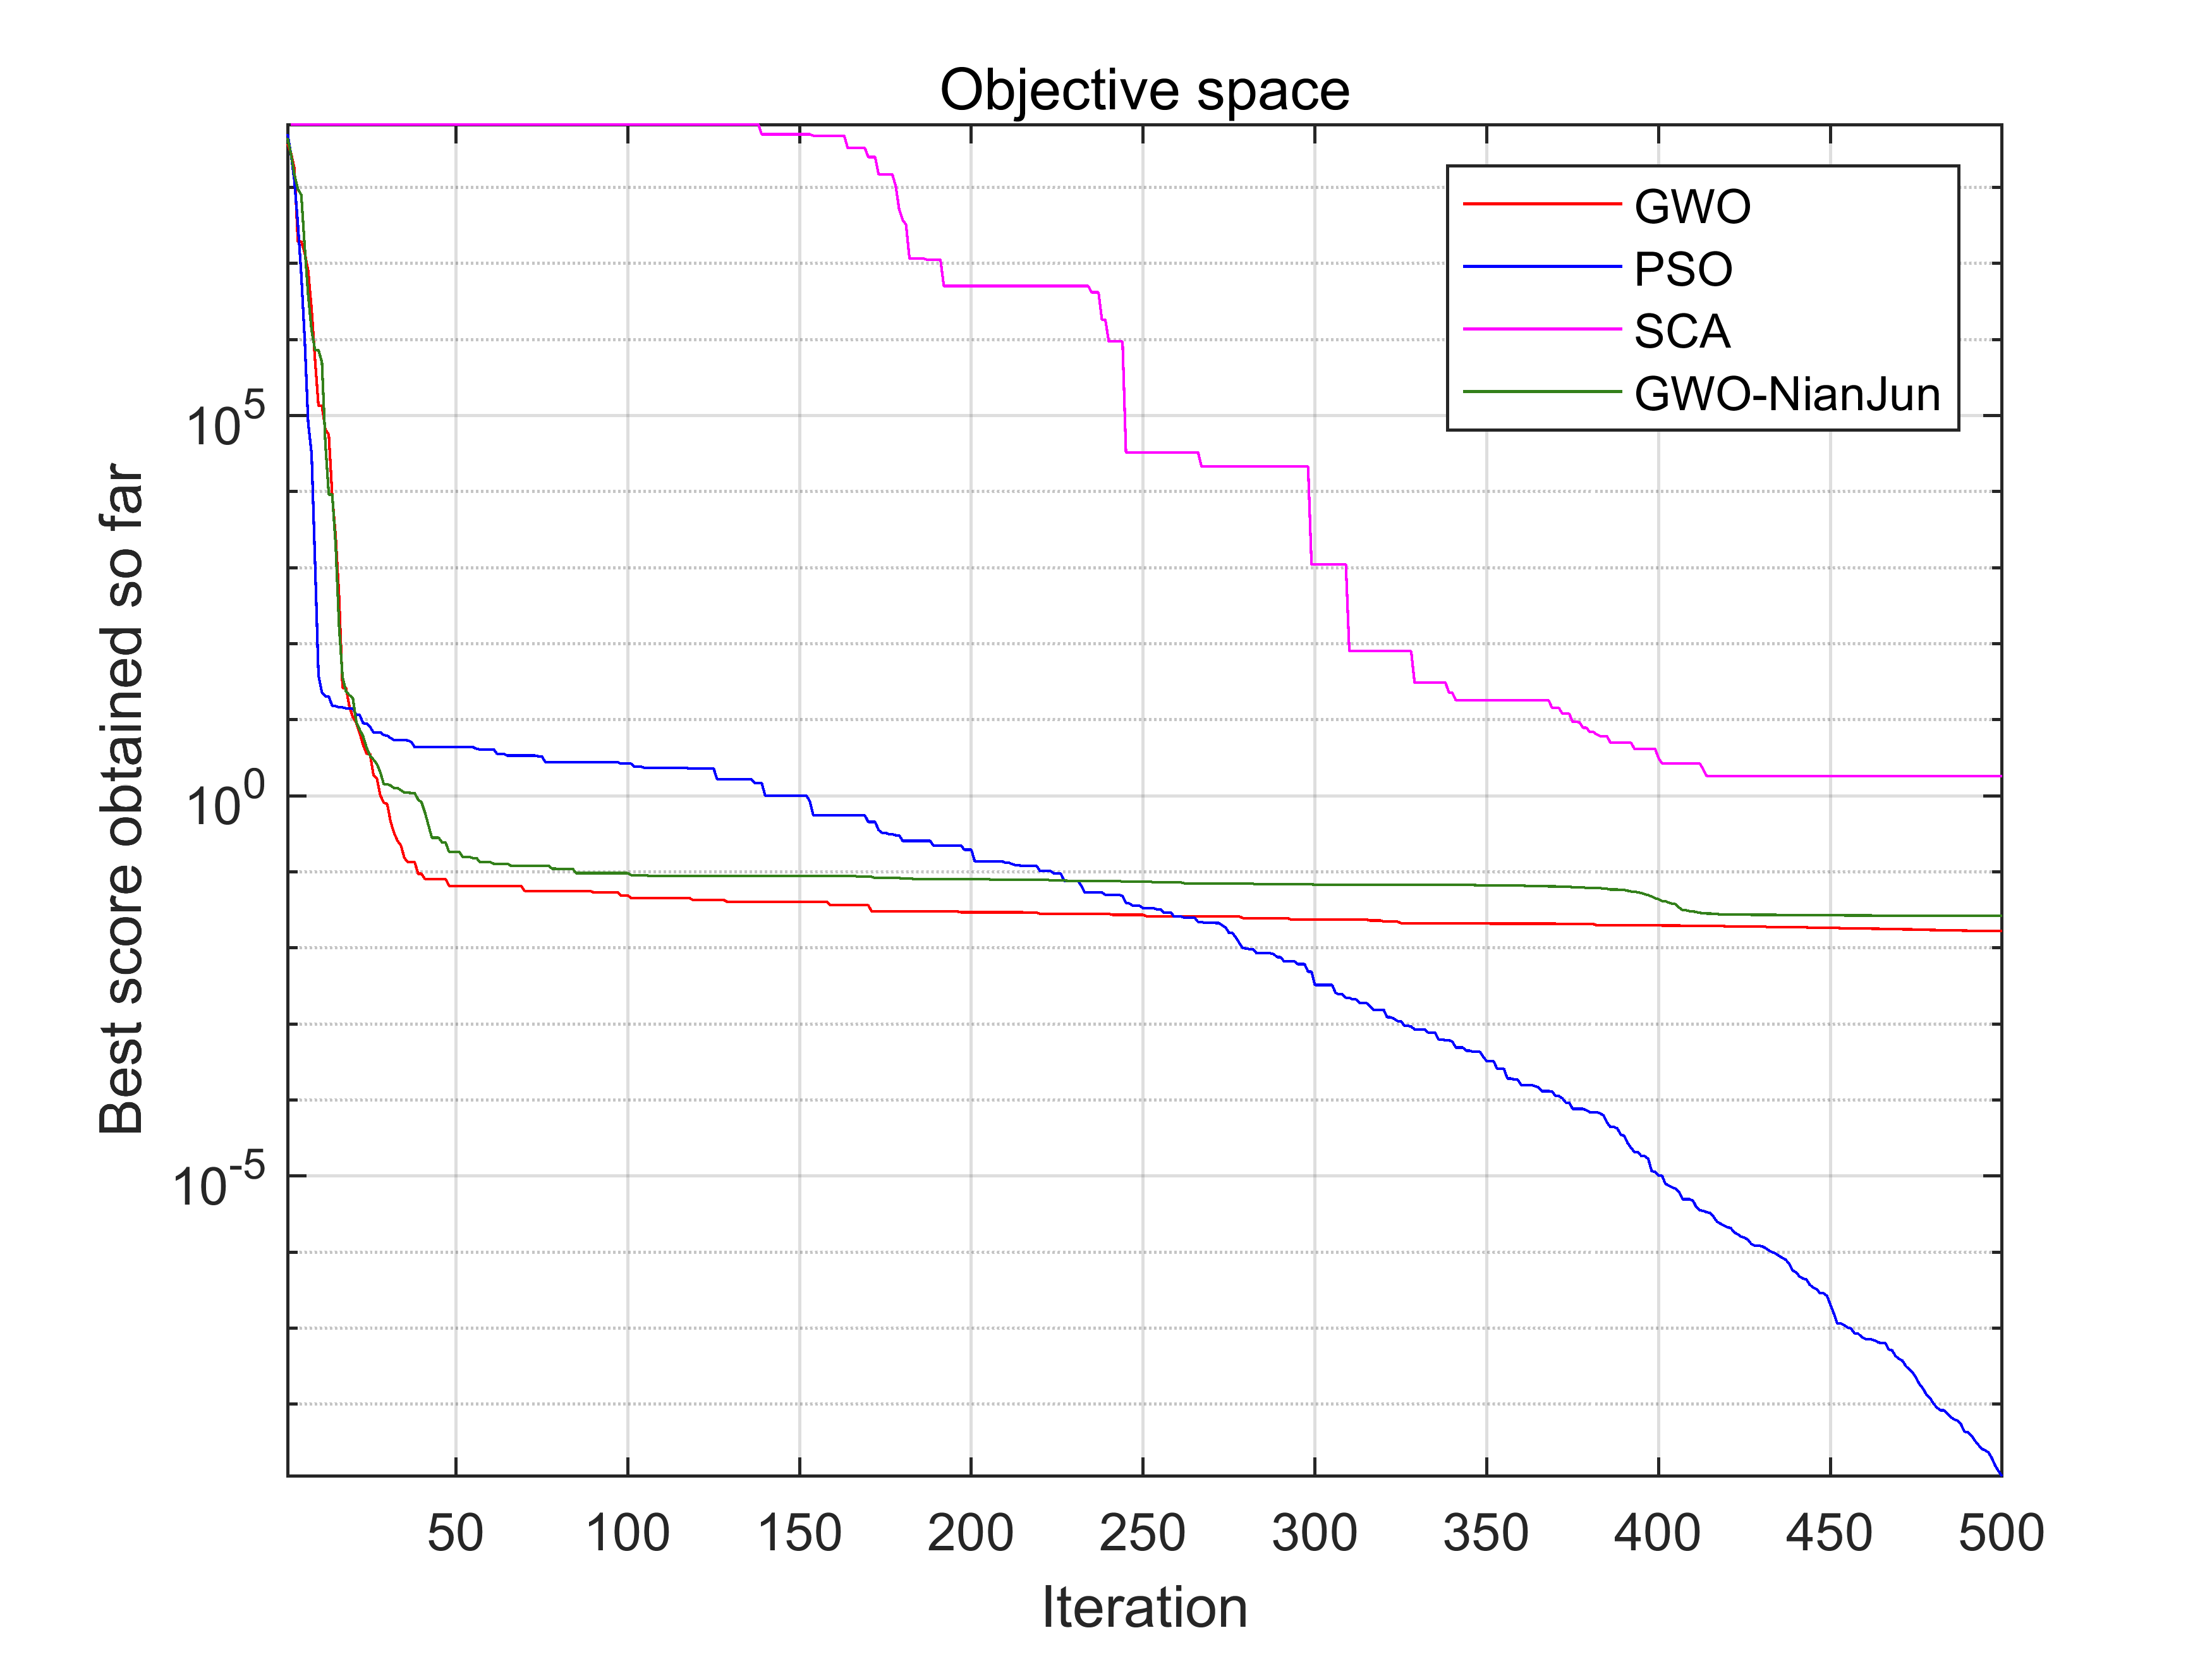 Objective space
GWO
PSO
SCA
GWO-NianJun
Best score obtained so far
10^5
10^0
10^-5
50 100 150 200 250 300 350 400 450 500
Iteration